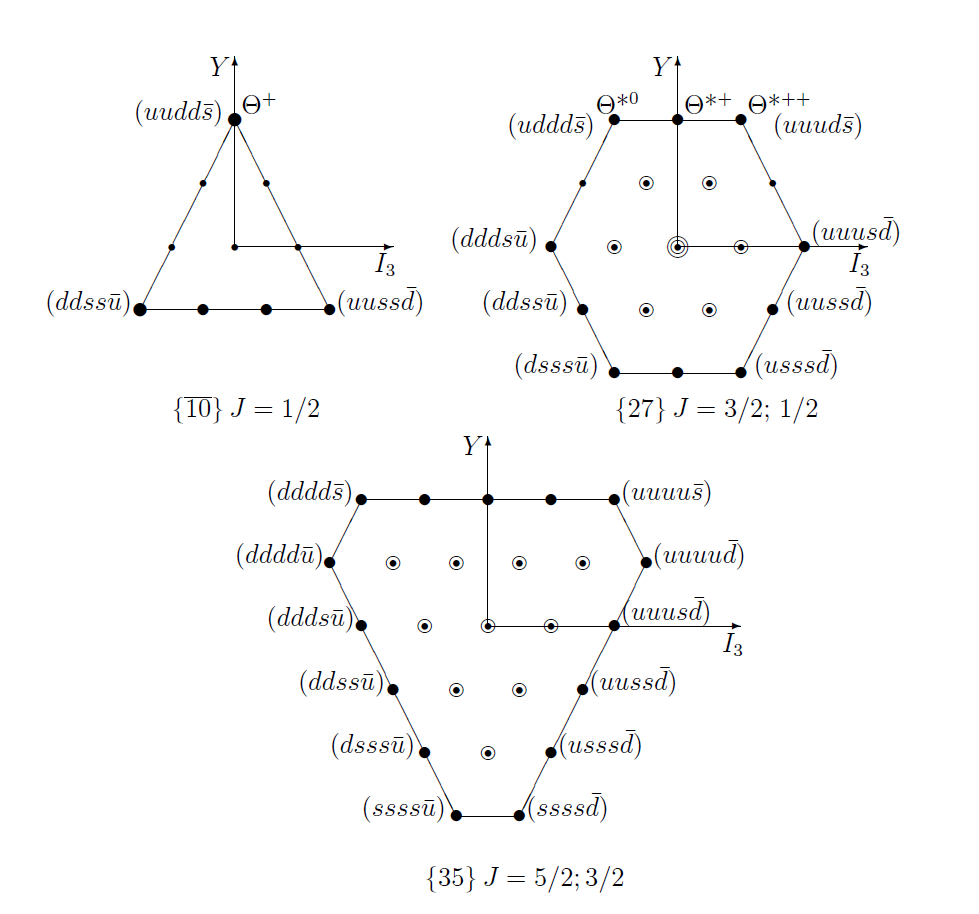 Y Y
Θ⁺ Θ*⁰ Θ*⁺ Θ*⁺⁺
(uudds̄) (uddds̄) (uuuds̄)
(dddsū) (uuusd̄)
I₃ I₃
(ddssū) (uussd̄) (ddssū) (uussd̄)
(dsssū) (usssd̄)
{1̅0̅} J = 1/2 {27} J = 3/2; 1/2
Y
(dddds̄) (uuuus̄)
(ddddū) (uuuud̄)
(dddsū) (uuusd̄)
I₃
(ddssū) (uussd̄)
(dsssū) (usssd̄)
(ssssū) (ssssd̄)
{35} J = 5/2; 3/2